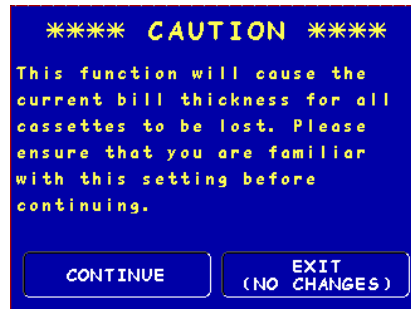 **** CAUTION ****
This function will cause the
current bill thickness for all
cassettes to be lost. Please
ensure that you are familiar
with this setting before
continuing.
CONTINUE
EXIT
(NO CHANGES)